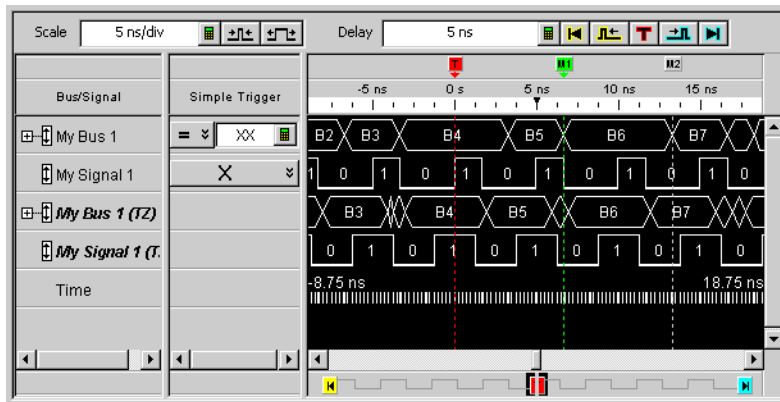 Scale 5 ns/div Delay 5 ns T
T M1 M2
Bus/Signal Simple Trigger -5 ns 0 s 5 ns 10 ns 15 ns
My Bus 1 = XX B2 B3 B4 B5 B6 B7
My Signal 1 X 1 0 1 0 1 0 1 0 1 0 1 0
My Bus 1 (TZ) B3 B4 B5 B6 B7
My Signal 1 (T. 0 1 0 1 0 1 0 1 0 1 0
Time -8.75 ns 18.75 ns